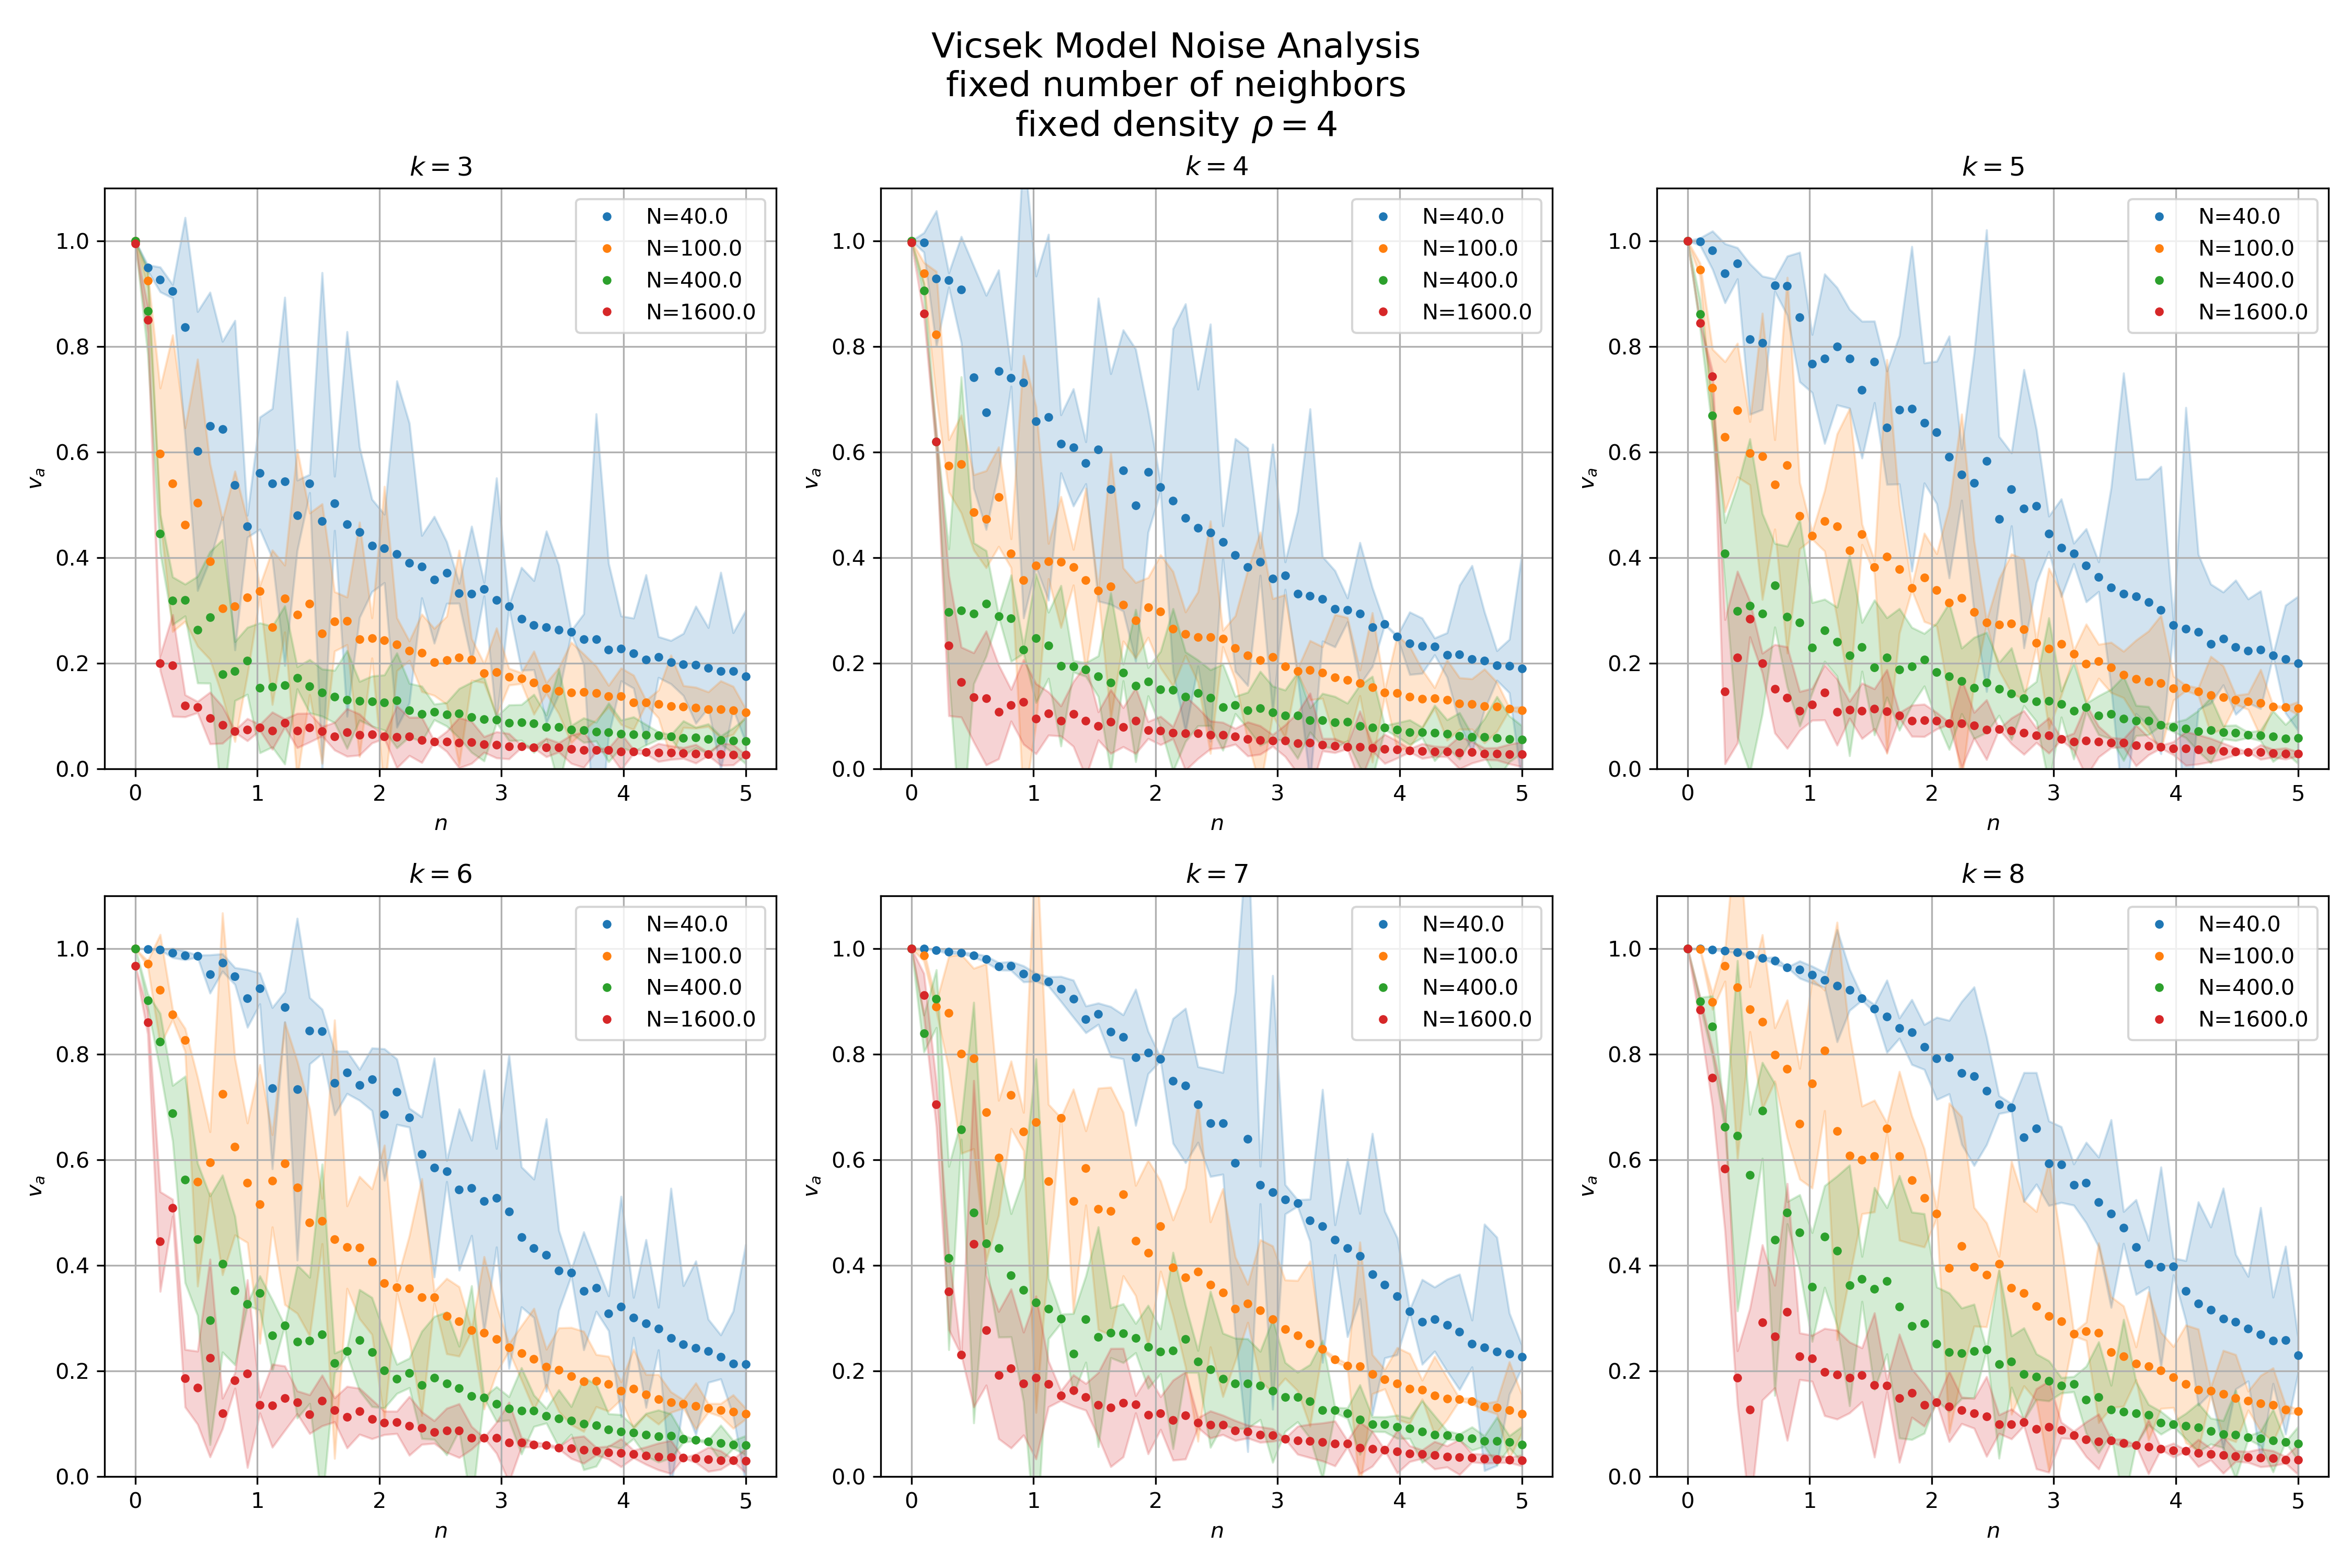 Vicsek Model Noise Analysis
fixed number of neighbors
fixed density ρ = 4
k = 3
N=40.0
N=100.0
N=400.0
N=1600.0
1.0
0.8
0.6
0.4
0.2
0.0
v_a
0 1 2 3 4 5
n
k = 4
N=40.0
N=100.0
N=400.0
N=1600.0
1.0
0.8
0.6
0.4
0.2
0.0
v_a
0 1 2 3 4 5
n
k = 5
N=40.0
N=100.0
N=400.0
N=1600.0
1.0
0.8
0.6
0.4
0.2
0.0
v_a
0 1 2 3 4 5
n
k = 6
N=40.0
N=100.0
N=400.0
N=1600.0
1.0
0.8
0.6
0.4
0.2
0.0
v_a
0 1 2 3 4 5
n
k = 7
N=40.0
N=100.0
N=400.0
N=1600.0
1.0
0.8
0.6
0.4
0.2
0.0
v_a
0 1 2 3 4 5
n
k = 8
N=40.0
N=100.0
N=400.0
N=1600.0
1.0
0.8
0.6
0.4
0.2
0.0
v_a
0 1 2 3 4 5
n